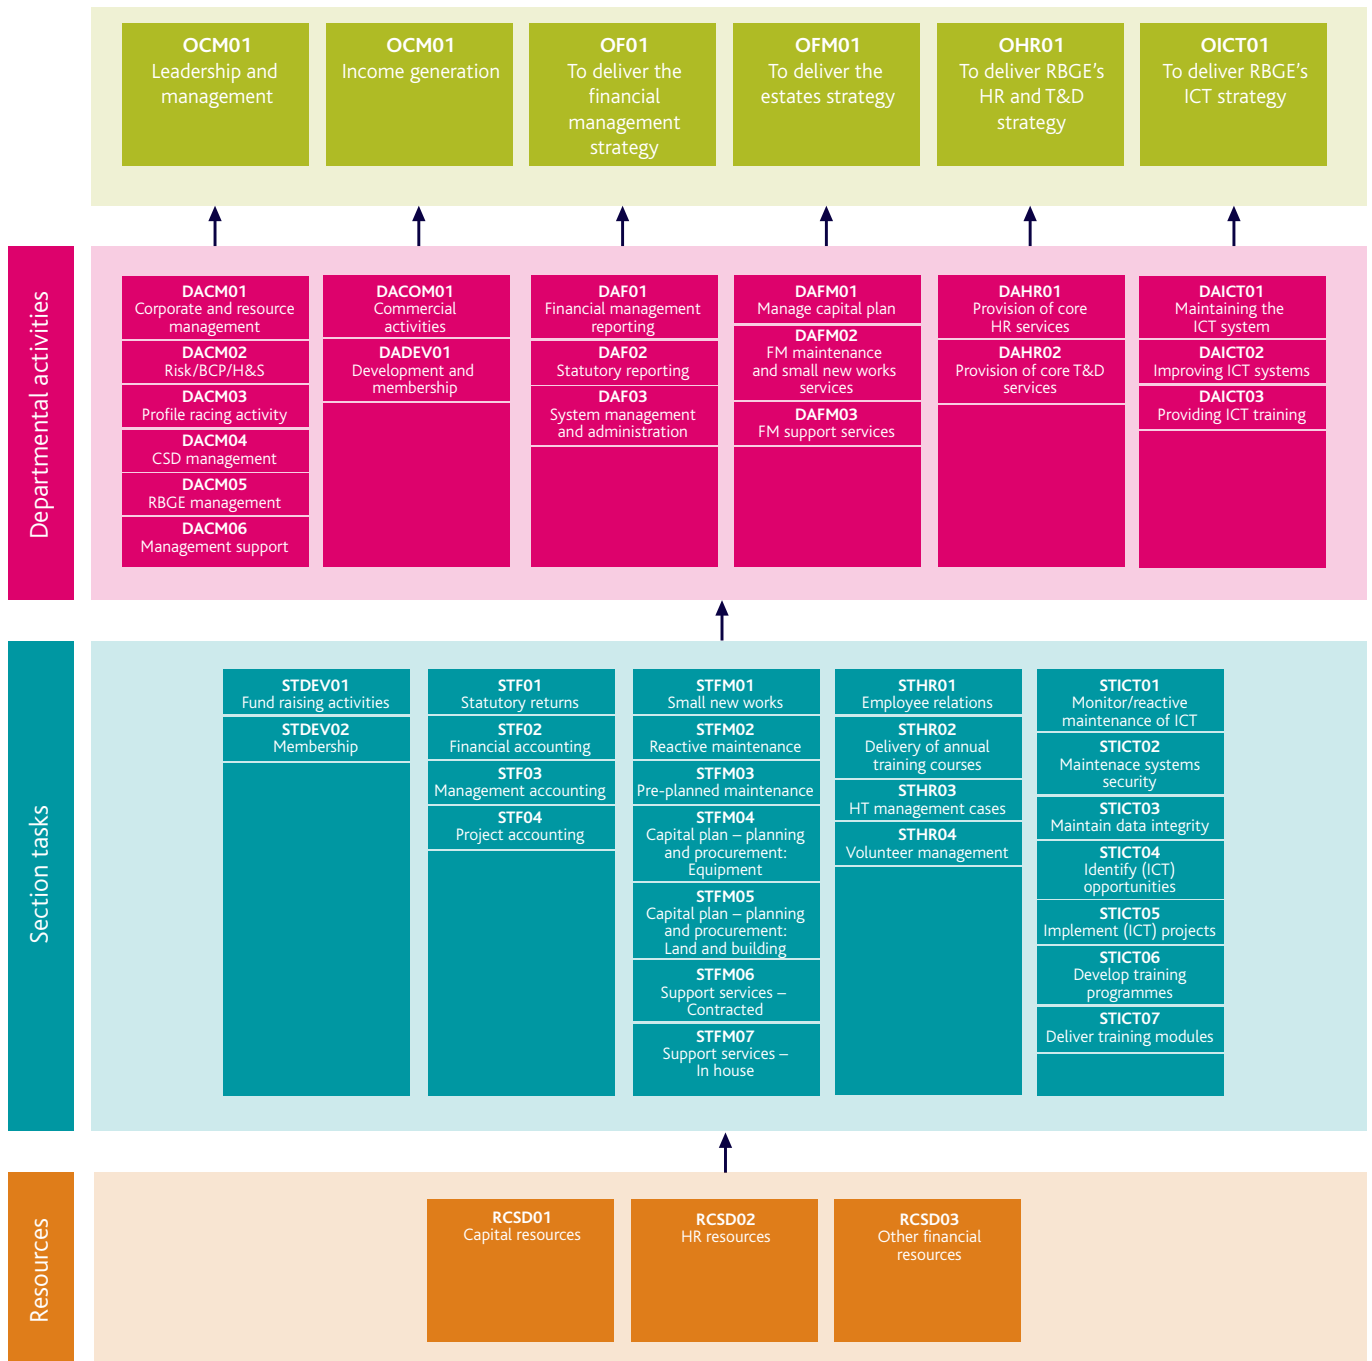 OCM01
Leadership and
management
OCM01
Income generation
OF01
To deliver the
financial
management
strategy
OFM01
To deliver the
estates strategy
OHR01
To deliver RBGE's
HR and T&D
strategy
OICT01
To deliver RBGE's
ICT strategy
Departmental activities
DACM01
Corporate and resource
management
DACM02
Risk/BCP/H&S
DACM03
Profile racing activity
DACM04
CSD management
DACM05
RBGE management
DACM06
Management support
DACOM01
Commercial
activities
DADEV01
Development and
membership
DAF01
Financial management
reporting
DAF02
Statutory reporting
DAF03
System management
and administration
DAFM01
Manage capital plan
DAFM02
FM maintenance
and small new works
services
DAFM03
FM support services
DAHR01
Provision of core
HR services
DAHR02
Provision of core T&D
services
DAICT01
Maintaining the
ICT system
DAICT02
Improving ICT systems
DAICT03
Providing ICT training
Section tasks
STDEV01
Fund raising activities
STDEV02
Membership
STF01
Statutory returns
STF02
Financial accounting
STF03
Management accounting
STF04
Project accounting
STFM01
Small new works
STFM02
Reactive maintenance
STFM03
Pre-planned maintenance
STFM04
Capital plan – planning
and procurement:
Equipment
STFM05
Capital plan – planning
and procurement:
Land and building
STFM06
Support services –
Contracted
STFM07
Support services –
In house
STHR01
Employee relations
STHR02
Delivery of annual
training courses
STHR03
HT management cases
STHR04
Volunteer management
STICT01
Monitor/reactive
maintenance of ICT
STICT02
Maintenace systems
security
STICT03
Maintain data integrity
STICT04
Identify (ICT)
opportunities
STICT05
Implement (ICT) projects
STICT06
Develop training
programmes
STICT07
Deliver training modules
Resources
RCSD01
Capital resources
RCSD02
HR resources
RCSD03
Other financial
resources